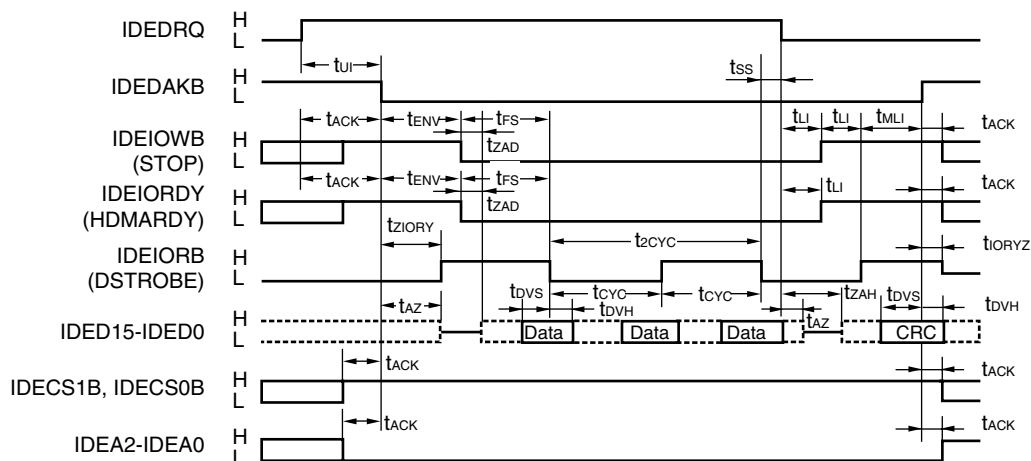 IDEDRQ H
L
tUI tSS
IDEDAKB H
L
tACK tENV tFS tLI tLI tMLI tACK
IDEIOWB H
(STOP) L
tZAD
tACK tENV tFS tACK
IDEIORDY H
(HDMARDY) L
tZAD tLI
tZIORY t2CYC tIORYZ
IDEIORB H
(DSTROBE) L
tAZ tDVS tCYC tCYC tZAH tDVS
tDVH tDVH
IDED15-IDED0 H
L
Data Data Data tAZ CRC
tACK tACK
IDECS1B, IDECS0B H
L
tACK tACK
IDEA2-IDEA0 H
L